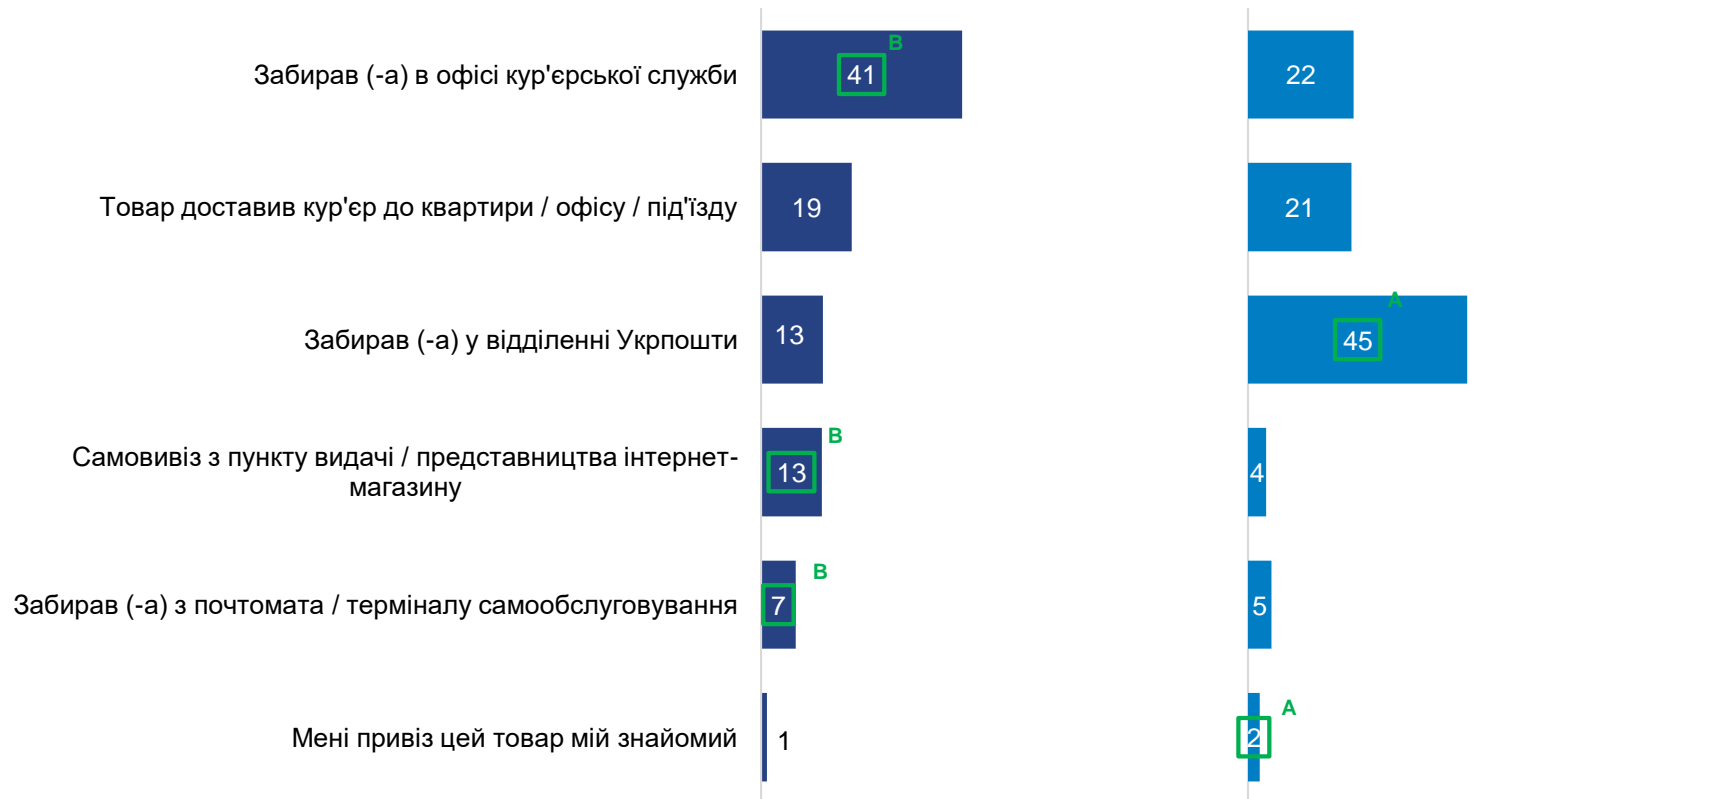 B
Забирав (-а) в офісі кур'єрської служби 41 22
Товар доставив кур'єр до квартири / офісу / під'їзду 19 21
A
Забирав (-а) у відділенні Укрпошти 13 45
B
Самовивіз з пункту видачі / представництва інтернет-
магазину 13 4
B
Забирав (-а) з почтомата / терміналу самообслуговування 7 5
A
Мені привіз цей товар мій знайомий 1 2